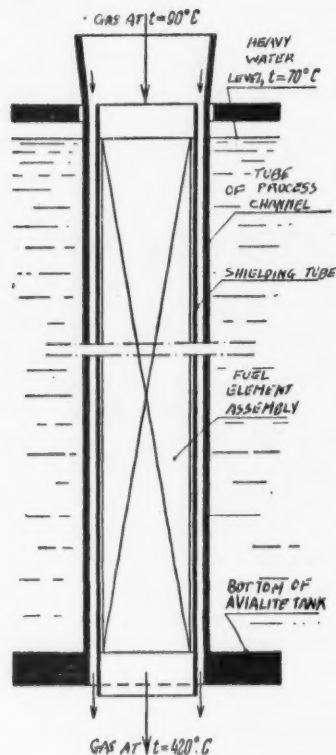 GAS AT t=90°C
HEAVY
WATER
LEVEL, t=70°C
TUBE
OF PROCESS
CHANNEL
SHIELDING TUBE
FUEL
ELEMENT
ASSEMBLY
BOTTOM OF
AVIALITE TANK
GAS AT t=420°C